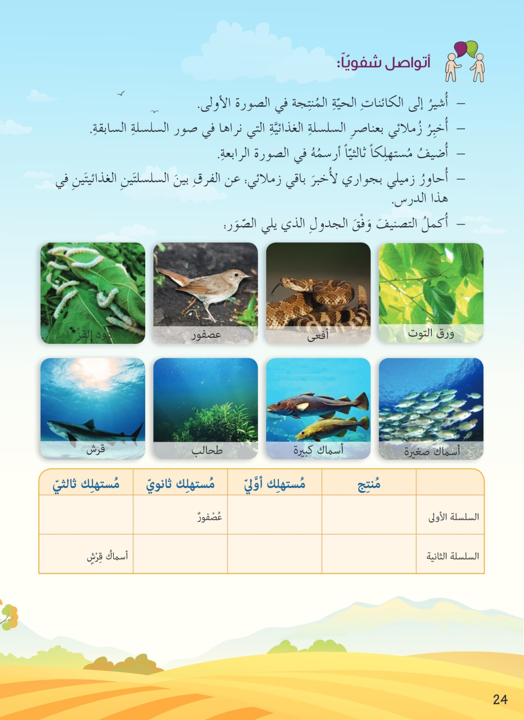 أتواصل شفويّاً:
– أُشيرُ إلى الكائناتِ الحيّةِ المُنتِجة في الصورة الأولى.
– أُخبِرُ زُملائي بعناصرِ السلسلةِ الغذائيَّةِ التي نراها في صور السلسلةِ السابقةِ.
– أُضيفُ مُستهلِكاً ثالثيّاً أرسمُهُ في الصورة الرابعةِ.
– أُحاورُ زميلي بجواري لأُخبرَ باقي زملائي؛ عن الفرقِ بينَ السلسلتَينِ الغذائيتَينِ في
هذا الدرس.
– أُكملُ التصنيفَ وَفْقَ الجدولِ الذي يلي الصّوَر:
ورق التوت
أفعى
عصفور
دود القز
أسماك صغيرة
أسماك كبيرة
طحالب
قرش
مُنتِج مُستهلِك أوّليّ مُستهلِك ثانويّ مُستهلِك ثالثيّ
السلسلة الأولى عُصْفورٌ
السلسلة الثانية أسماكُ قِرْشٍ
24